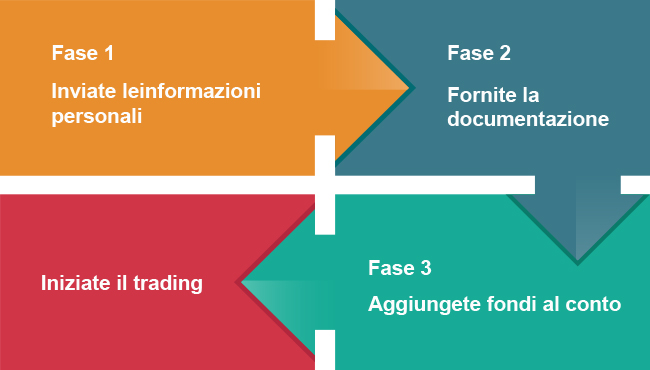 Fase 1
Inviate leinformazioni
personali
Fase 2
Fornite la
documentazione
Fase 3
Aggiungete fondi al conto
Iniziate il trading